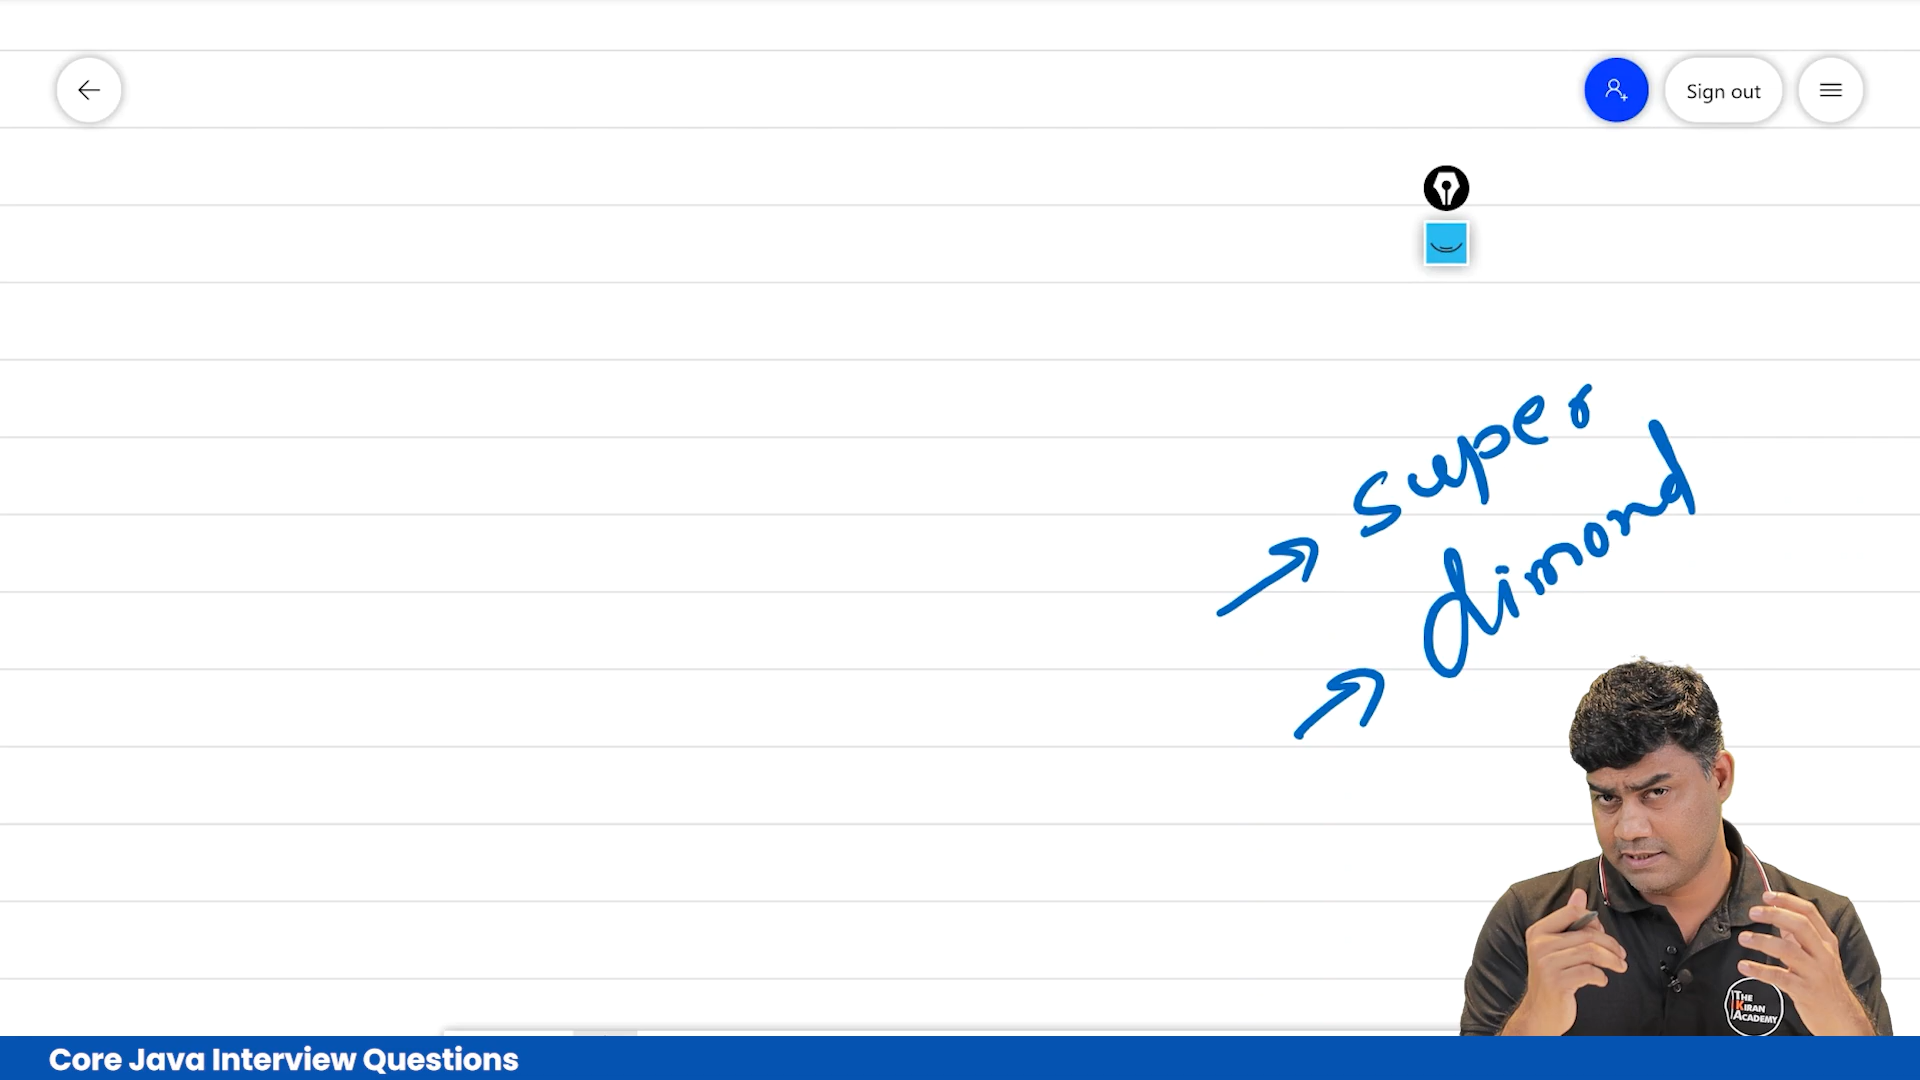 Sign out
super
dimond
THE
KIRAN
ACADEMY
Core Java Interview Questions